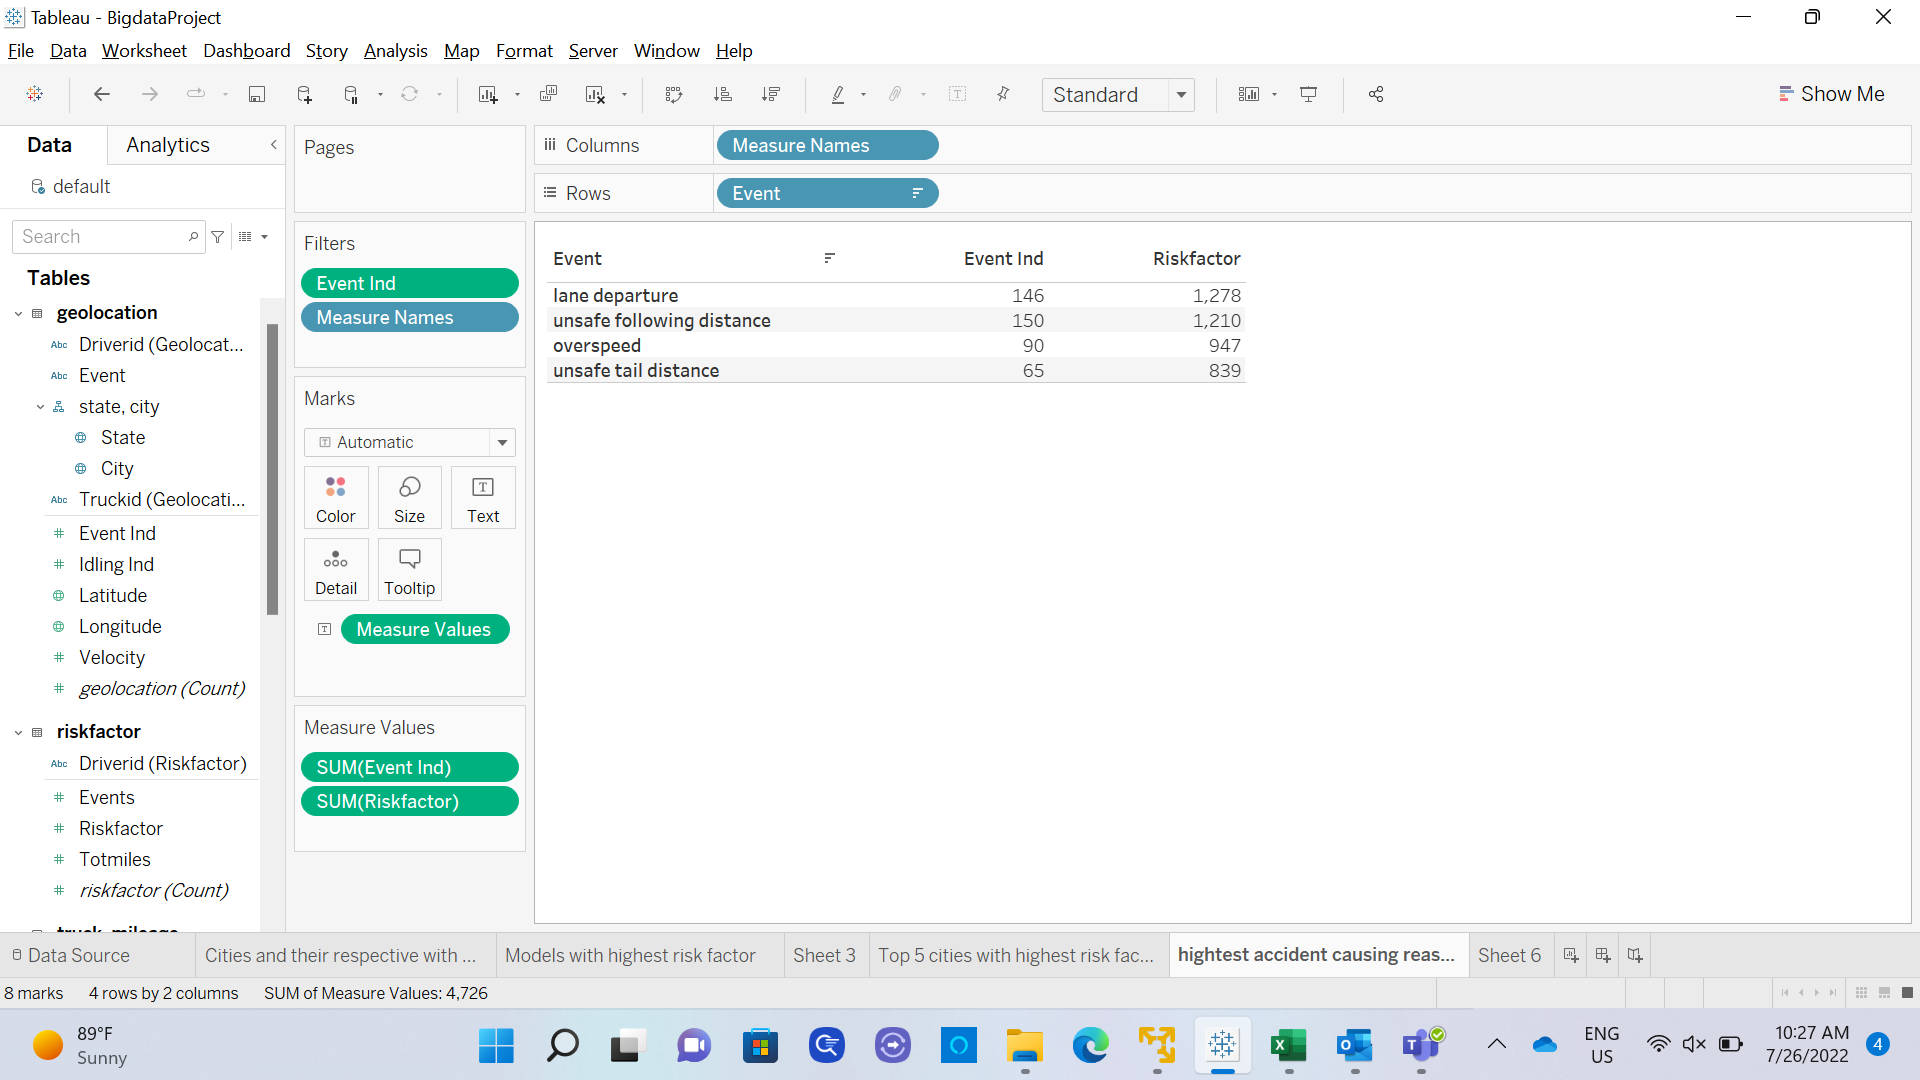 Tableau - BigdataProject
File Data Worksheet Dashboard Story Analysis Map Format Server Window Help
Standard
Show Me
Data
Analytics
default
Search
Tables
geolocation
Abc Driverid (Geolocat...
Abc Event
state, city
State
City
Abc Truckid (Geolocati...
# Event Ind
# Idling Ind
Latitude
Longitude
# Velocity
# geolocation (Count)
riskfactor
Abc Driverid (Riskfactor)
# Events
# Riskfactor
# Totmiles
# riskfactor (Count)
Pages
Filters
Event Ind
Measure Names
Marks
T Automatic
Color Size T Text
Detail Tooltip
T Measure Values
Measure Values
SUM(Event Ind)
SUM(Riskfactor)
Columns Measure Names
Rows Event
Event Event Ind Riskfactor
lane departure 146 1,278
unsafe following distance 150 1,210
overspeed 90 947
unsafe tail distance 65 839
Data Source Cities and their respective with ... Models with highest risk factor Sheet 3 Top 5 cities with highest risk fac... hightest accident causing reas... Sheet 6
8 marks 4 rows by 2 columns SUM of Measure Values: 4,726
89°F
Sunny
ENG
US
10:27 AM
7/26/2022
4